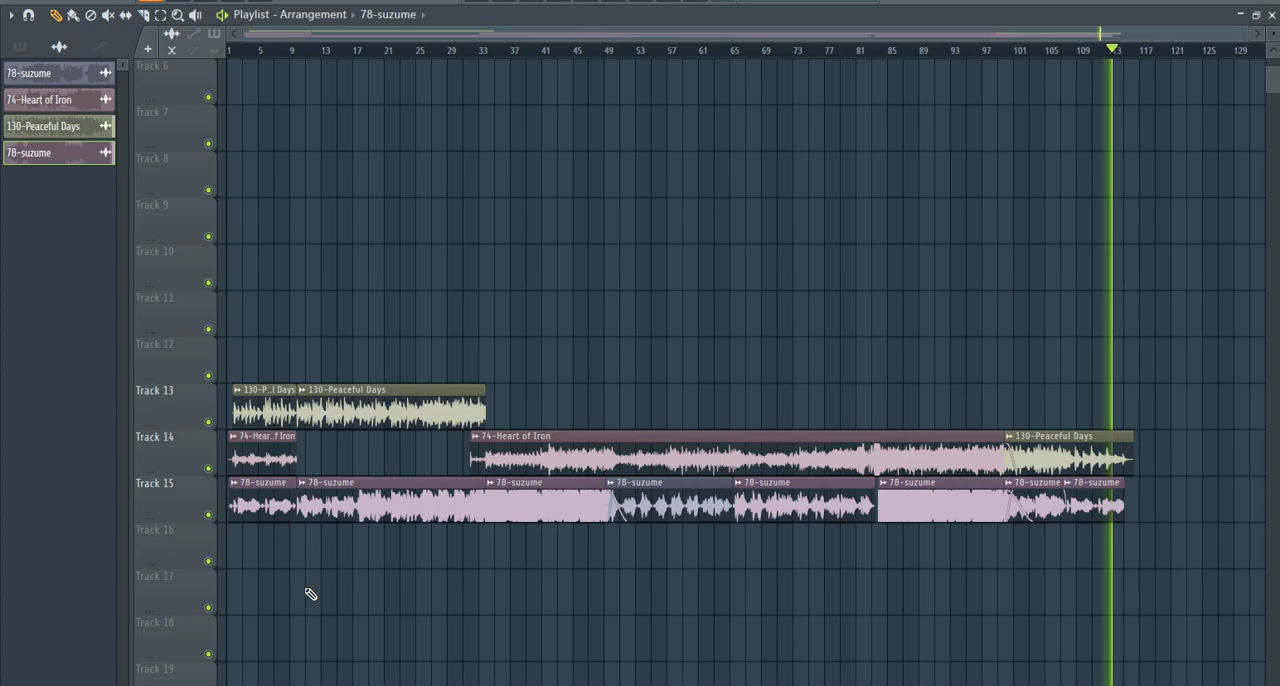 Playlist - Arrangement › 78-suzume ›
1 5 9 13 17 21 25 29 33 37 41 45 49 53 57 61 65 69 73 77 81 85 89 93 97 101 105 109 113 117 121 125 129
78-suzume
74-Heart of Iron
130-Peaceful Days
78-suzume
Track 6
...
Track 7
...
Track 8
...
Track 9
...
Track 10
...
Track 11
...
Track 12
...
Track 13
...
130-P..l Days 130-Peaceful Days
Track 14
...
74-Hear..f Iron 74-Heart of Iron 130-Peaceful Days
Track 15
...
78-suzume 78-suzume 78-suzume 78-suzume 78-suzume 78-suzume 78-suzume 78-suzume
Track 16
...
Track 17
...
Track 18
...
Track 19